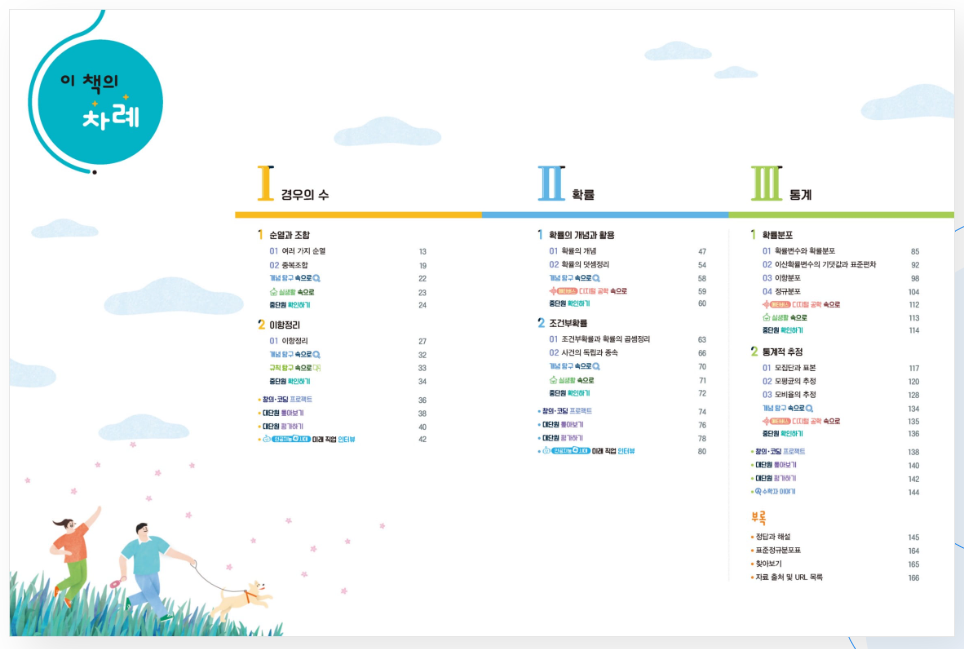 이 책의
차례
I 경우의 수
1 순열과 조합
01 여러 가지 순열 13
02 중복조합 19
개념 탐구 속으로 22
실생활 속으로 23
중단원 확인하기 24
2 이항정리
01 이항정리 27
개념 탐구 속으로 32
규칙 탐구 속으로 33
중단원 확인하기 34
창의·코딩 프로젝트 36
대단원 톺아보기 38
대단원 평가하기 40
미래 직업 인터뷰 42
II 확률
1 확률의 개념과 활용
01 확률의 개념 47
02 확률의 덧셈정리 54
개념 탐구 속으로 58
디지털 공학 속으로 59
중단원 확인하기 60
2 조건부확률
01 조건부확률과 확률의 곱셈정리 63
02 사건의 독립과 종속 66
개념 탐구 속으로 70
실생활 속으로 71
중단원 확인하기 72
창의·코딩 프로젝트 74
대단원 톺아보기 76
대단원 평가하기 78
미래 직업 인터뷰 80
III 통계
1 확률분포
01 확률변수와 확률분포 85
02 이산확률변수의 기댓값과 표준편차 92
03 이항분포 98
04 정규분포 104
디지털 공학 속으로 112
실생활 속으로 113
중단원 확인하기 114
2 통계적 추정
01 모집단과 표본 117
02 모평균의 추정 120
03 모비율의 추정 128
개념 탐구 속으로 134
디지털 공학 속으로 135
중단원 확인하기 136
창의·코딩 프로젝트 138
대단원 톺아보기 140
대단원 평가하기 142
수학자 이야기 144
부록
정답과 해설 145
표준정규분포표 164
찾아보기 165
자료 출처 및 URL 목록 166